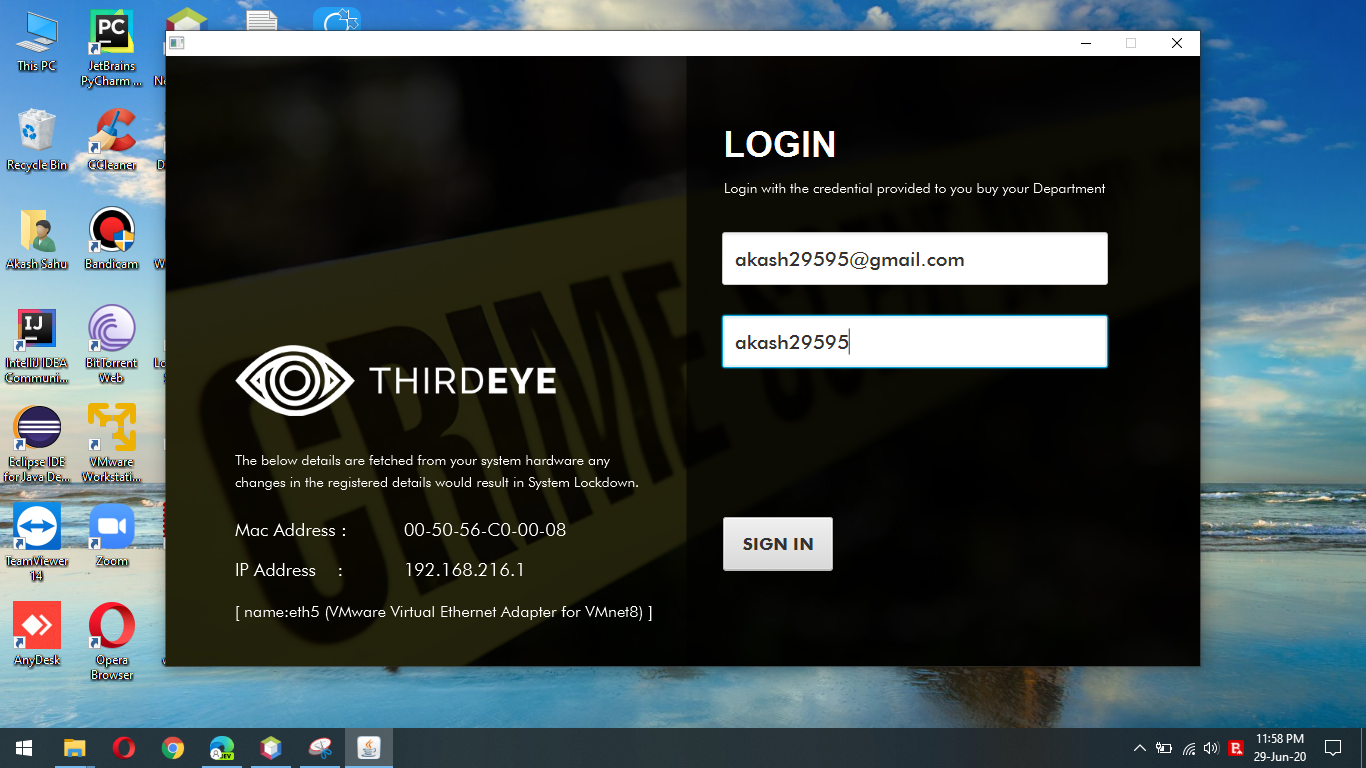 This PC
JetBrains
PyCharm ...
Recycle Bin
CCleaner
Akash Sahu
Bandicam
IntelliJ IDEA
Communi...
BitTorrent
Web
Eclipse IDE
for Java De...
VMware
Workstati...
TeamViewer
14
Zoom
AnyDesk
Opera
Browser
PC
IJ
CRIME
THIRDEYE
The below details are fetched from your system hardware any
changes in the registered details would result in System Lockdown.
Mac Address : 00-50-56-C0-00-08
IP Address : 192.168.216.1
[ name:eth5 (VMware Virtual Ethernet Adapter for VMnet8) ]
LOGIN
Login with the credential provided to you buy your Department
akash29595@gmail.com
akash29595
SIGN IN
11:58 PM
29-Jun-20